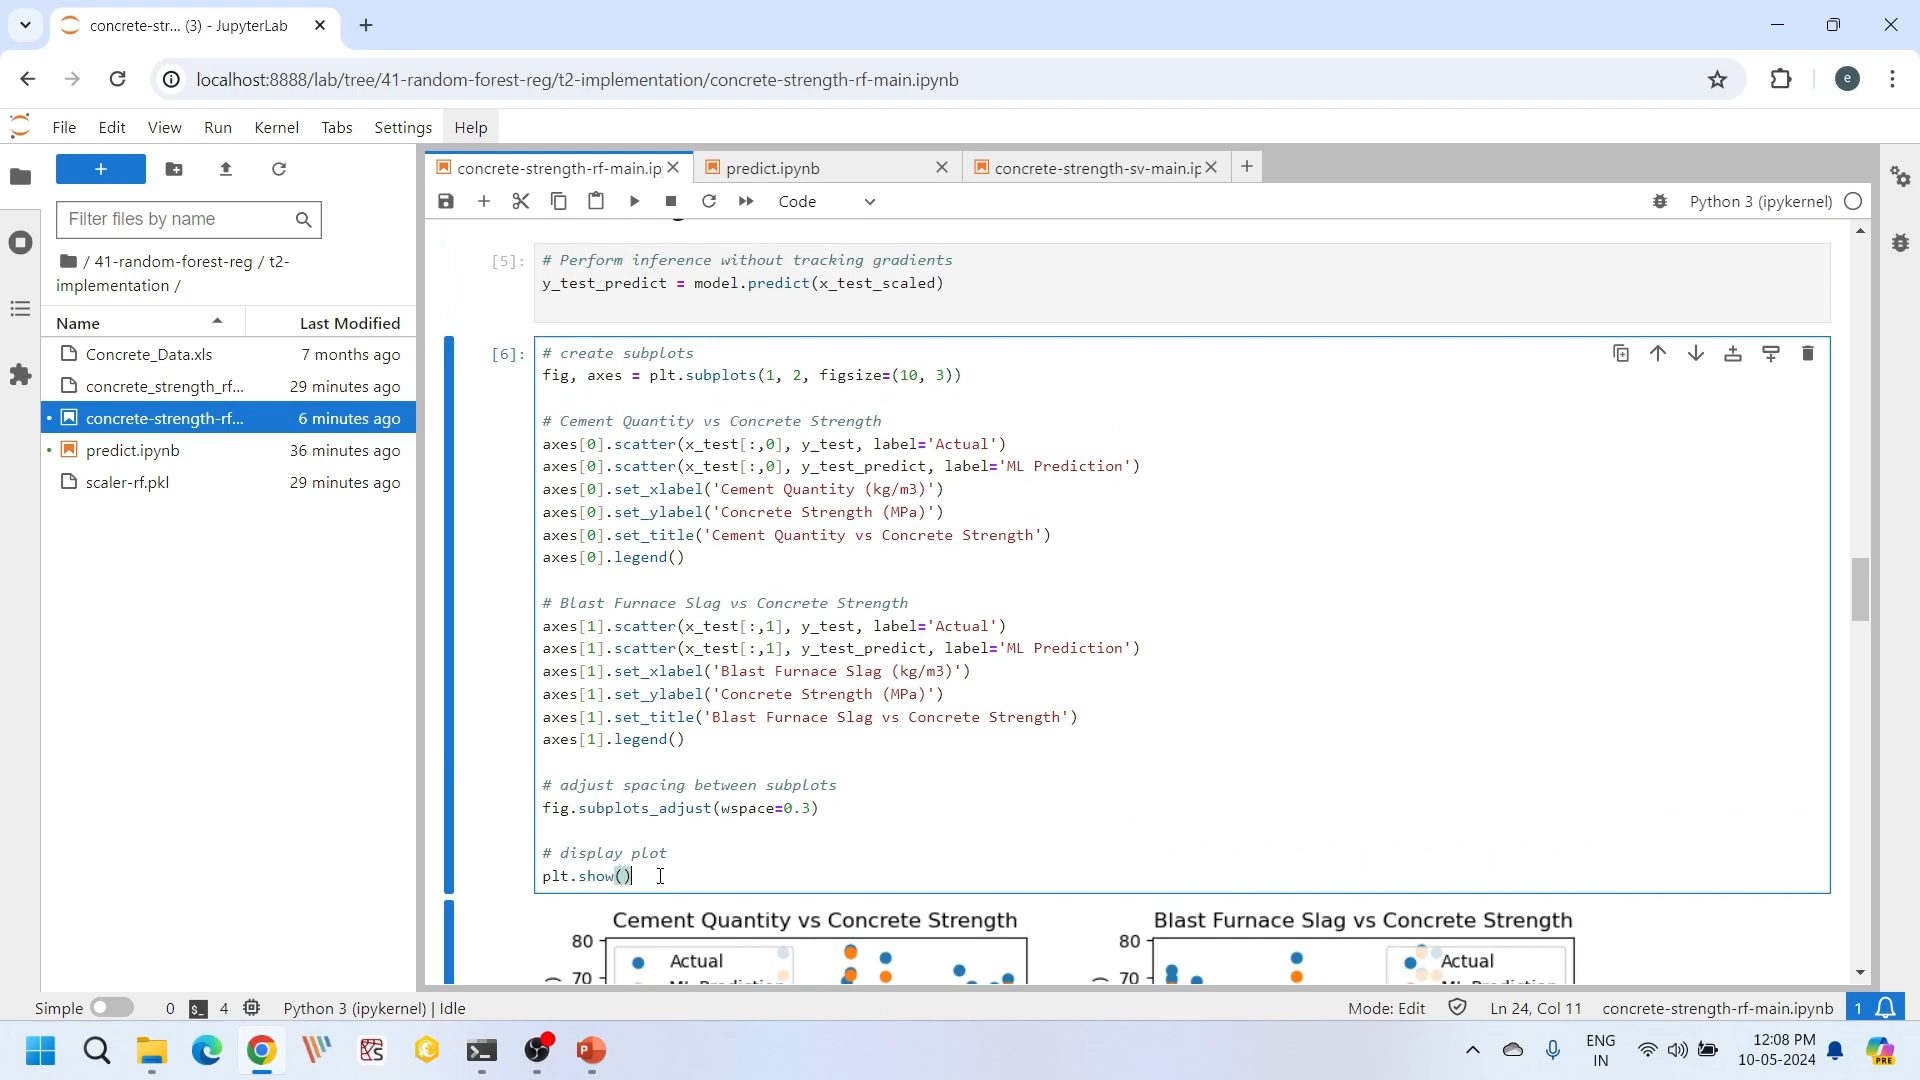 concrete-str... (3) - JupyterLab
localhost:8888/lab/tree/41-random-forest-reg/t2-implementation/concrete-strength-rf-main.ipynb
e
File Edit View Run Kernel Tabs Settings Help
concrete-strength-rf-main.ip
predict.ipynb
concrete-strength-sv-main.ip
Code
Python 3 (ipykernel)
Filter files by name
/ 41-random-forest-reg / t2-
implementation /
Name Last Modified
Concrete_Data.xls 7 months ago
concrete_strength_rf... 29 minutes ago
concrete-strength-rf... 6 minutes ago
predict.ipynb 36 minutes ago
scaler-rf.pkl 29 minutes ago
[5]: # Perform inference without tracking gradients
y_test_predict = model.predict(x_test_scaled)
[6]: # create subplots
fig, axes = plt.subplots(1, 2, figsize=(10, 3))
# Cement Quantity vs Concrete Strength
axes[0].scatter(x_test[:,0], y_test, label='Actual')
axes[0].scatter(x_test[:,0], y_test_predict, label='ML Prediction')
axes[0].set_xlabel('Cement Quantity (kg/m3)')
axes[0].set_ylabel('Concrete Strength (MPa)')
axes[0].set_title('Cement Quantity vs Concrete Strength')
axes[0].legend()
# Blast Furnace Slag vs Concrete Strength
axes[1].scatter(x_test[:,1], y_test, label='Actual')
axes[1].scatter(x_test[:,1], y_test_predict, label='ML Prediction')
axes[1].set_xlabel('Blast Furnace Slag (kg/m3)')
axes[1].set_ylabel('Concrete Strength (MPa)')
axes[1].set_title('Blast Furnace Slag vs Concrete Strength')
axes[1].legend()
# adjust spacing between subplots
fig.subplots_adjust(wspace=0.3)
# display plot
plt.show()
Cement Quantity vs Concrete Strength
80
Actual
70
Blast Furnace Slag vs Concrete Strength
80
Actual
70
Simple 0 4 Python 3 (ipykernel) | Idle Mode: Edit Ln 24, Col 11 concrete-strength-rf-main.ipynb 1
ENG
IN
12:08 PM
10-05-2024
PRE